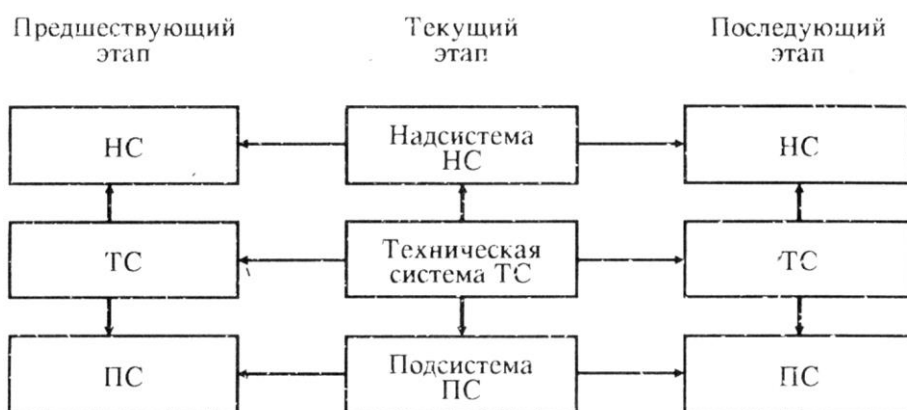 Предшествующий
этап
Текущий
этап
Последующий
этап
НС
Надсистема
НС
НС
ТС
Техническая
система ТС
ТС
ПС
Подсистема
ПС
ПС